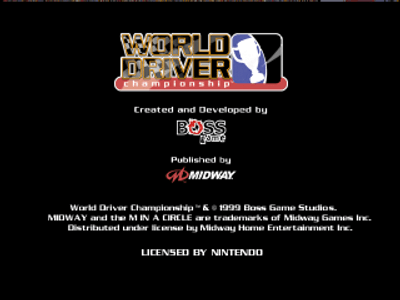 WORLD
DRIVER
championship™
Created and Developed by
BOSS
game
Published by
MIDWAY
World Driver Championship ™ & © 1999 Boss Game Studios.
MIDWAY and the M IN A CIRCLE are trademarks of Midway Games Inc.
Distributed under license by Midway Home Entertainment Inc.
LICENSED BY NINTENDO